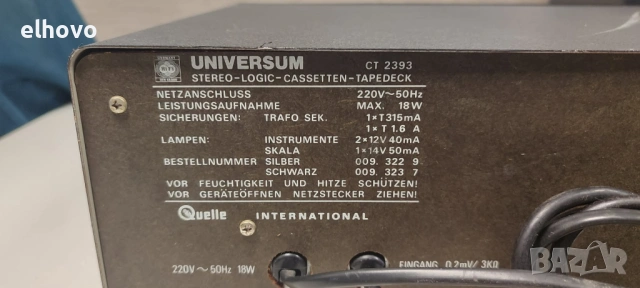 elhovo
UNIVERSUM CT 2393
STEREO-LOGIC-CASSETTEN-TAPEDECK
NETZANSCHLUSS 220V~50Hz
LEISTUNGSAUFNAHME MAX. 18W
SICHERUNGEN: TRAFO SEK. 1×T315mA
1×T 1.6 A
LAMPEN: INSTRUMENTE 2×12V 40mA
SKALA 1×14V 50mA
BESTELLNUMMER SILBER 009. 322 9
SCHWARZ 009. 323 7
VOR FEUCHTIGKEIT UND HITZE SCHÜTZEN!
VOR GERÄTEÖFFNEN NETZSTECKER ZIEHEN!
Quelle INTERNATIONAL
220V~50Hz 18W EINGANG 0,2mV/3KΩ
BAZAR